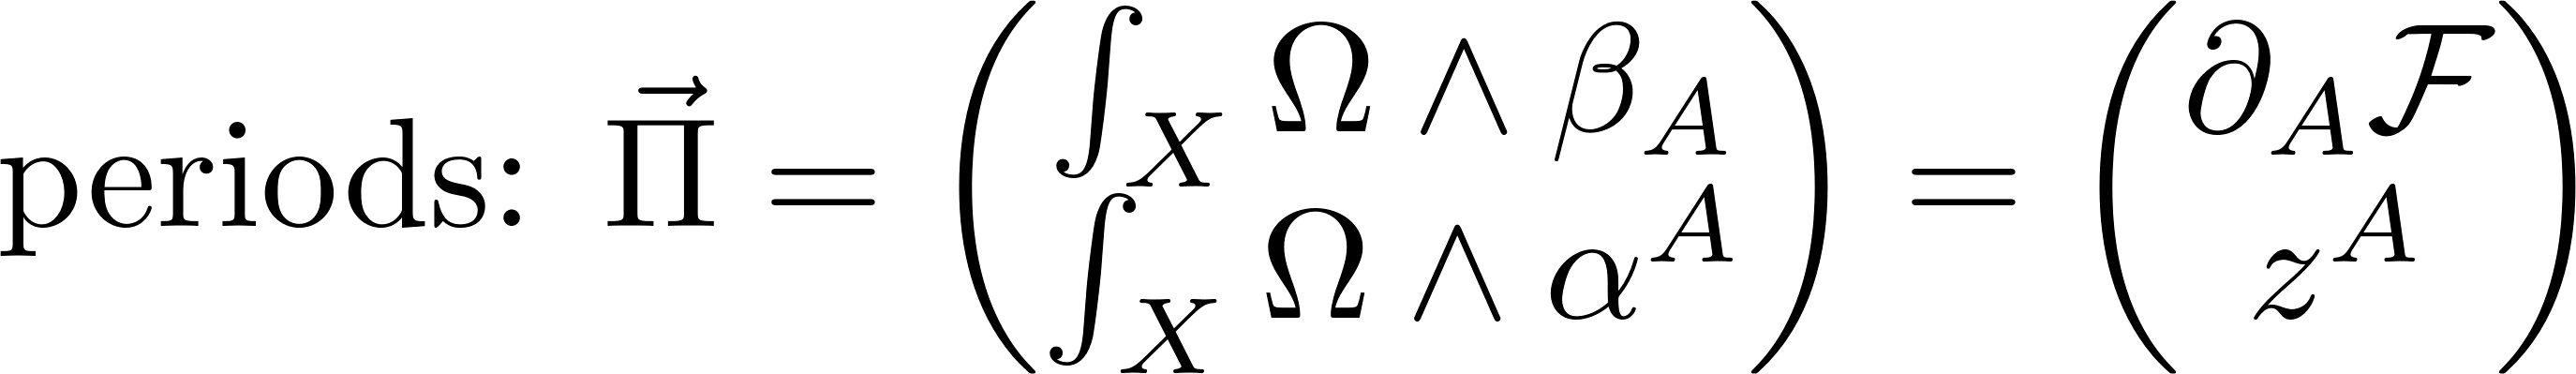 periods: $\vec{\Pi} = \begin{pmatrix} \int_X \Omega \wedge \beta_A \\ \int_X \Omega \wedge \alpha^A \end{pmatrix} = \begin{pmatrix} \partial_A \mathcal{F} \\ z^A \end{pmatrix}$